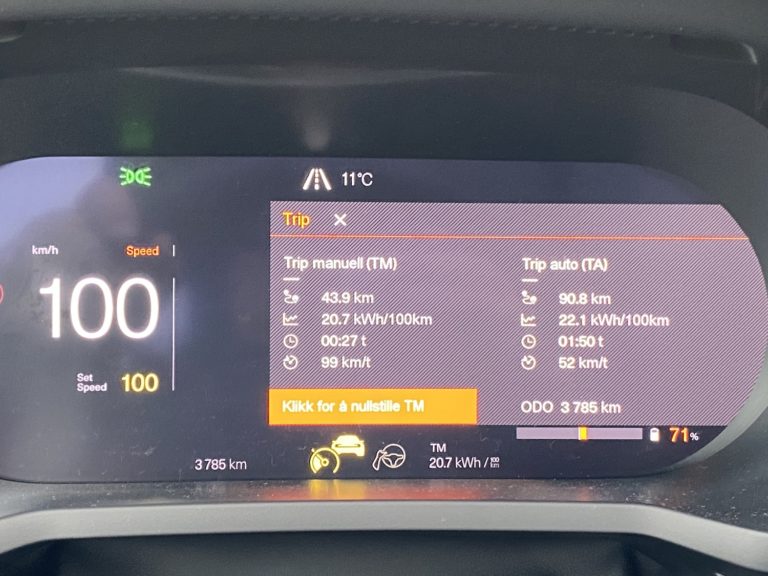 11°C
Trip ×
km/h Speed
Trip manuell (TM) Trip auto (TA)
43.9 km 90.8 km
100
20.7 kWh/100km 22.1 kWh/100km
00:27 t 01:50 t
99 km/t 52 km/t
Set Speed 100
Klikk for å nullstille TM ODO 3 785 km
71%
TM
3 785 km 20.7 kWh / 100 km